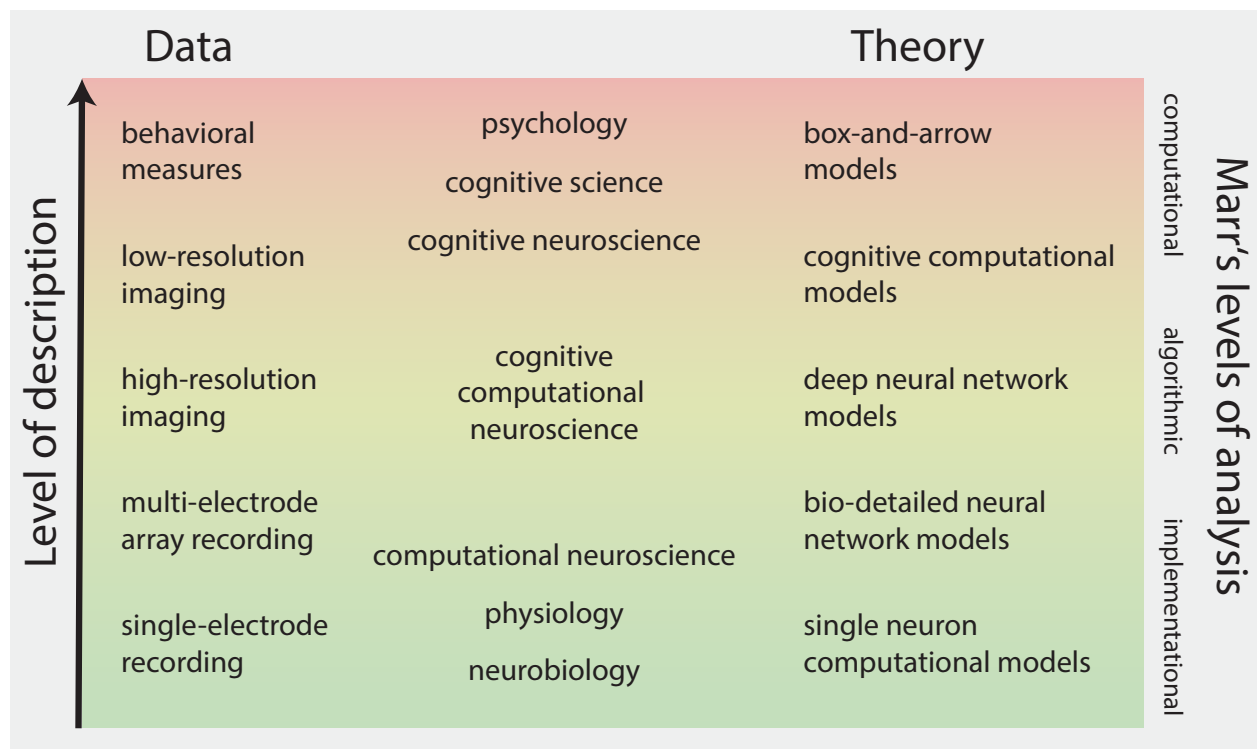 Data
Theory
Level of description
behavioral
measures
low-resolution
imaging
high-resolution
imaging
multi-electrode
array recording
single-electrode
recording
psychology
cognitive science
cognitive neuroscience
cognitive
computational
neuroscience
computational neuroscience
physiology
neurobiology
box-and-arrow
models
cognitive computational
models
deep neural network
models
bio-detailed neural
network models
single neuron
computational models
computational
algorithmic
implementational
Marr's levels of analysis